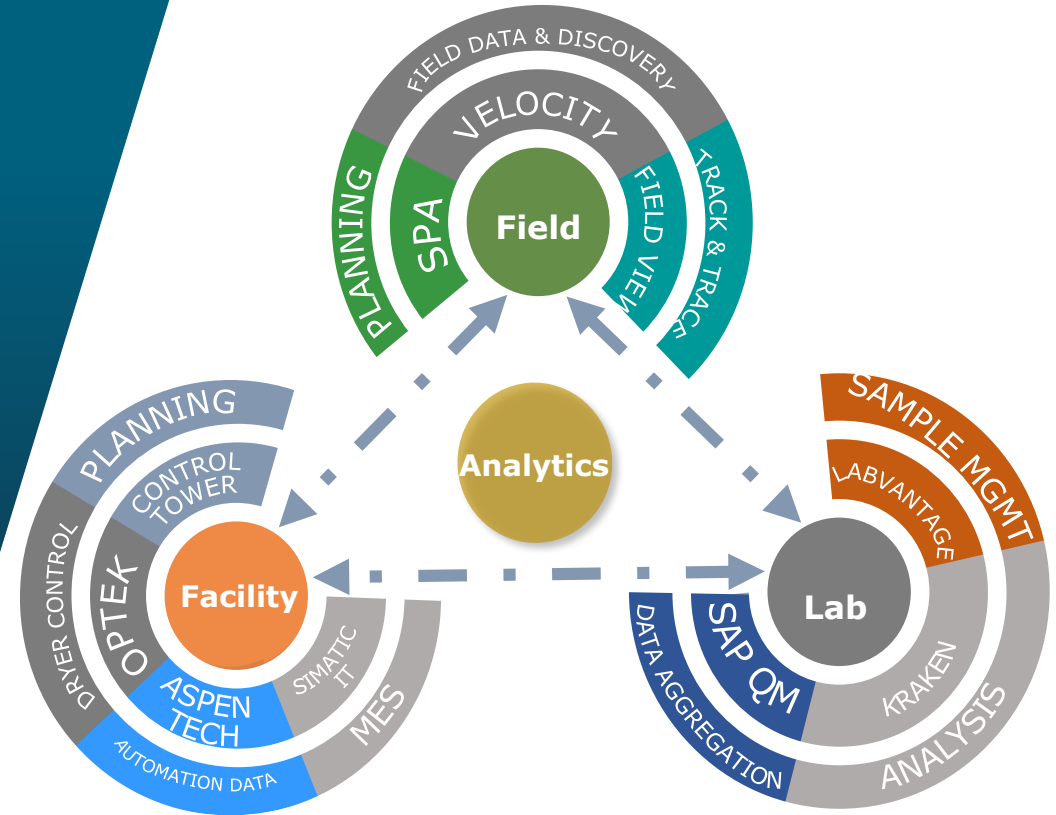 FIELD DATA & DISCOVERY
VELOCITY
PLANNING
SPA
Field
FIELD VIEW
TRACK & TRACE
Analytics
PLANNING
CONTROL
TOWER
DRYER CONTROL
OPTEK
Facility
ASPEN
TECH
AUTOMATION DATA
SIMATIC
IT
MES
SAMPLE MGMT
LABVANTAGE
Lab
SAP QM
DATA AGGREGATION
KRAKEN
ANALYSIS